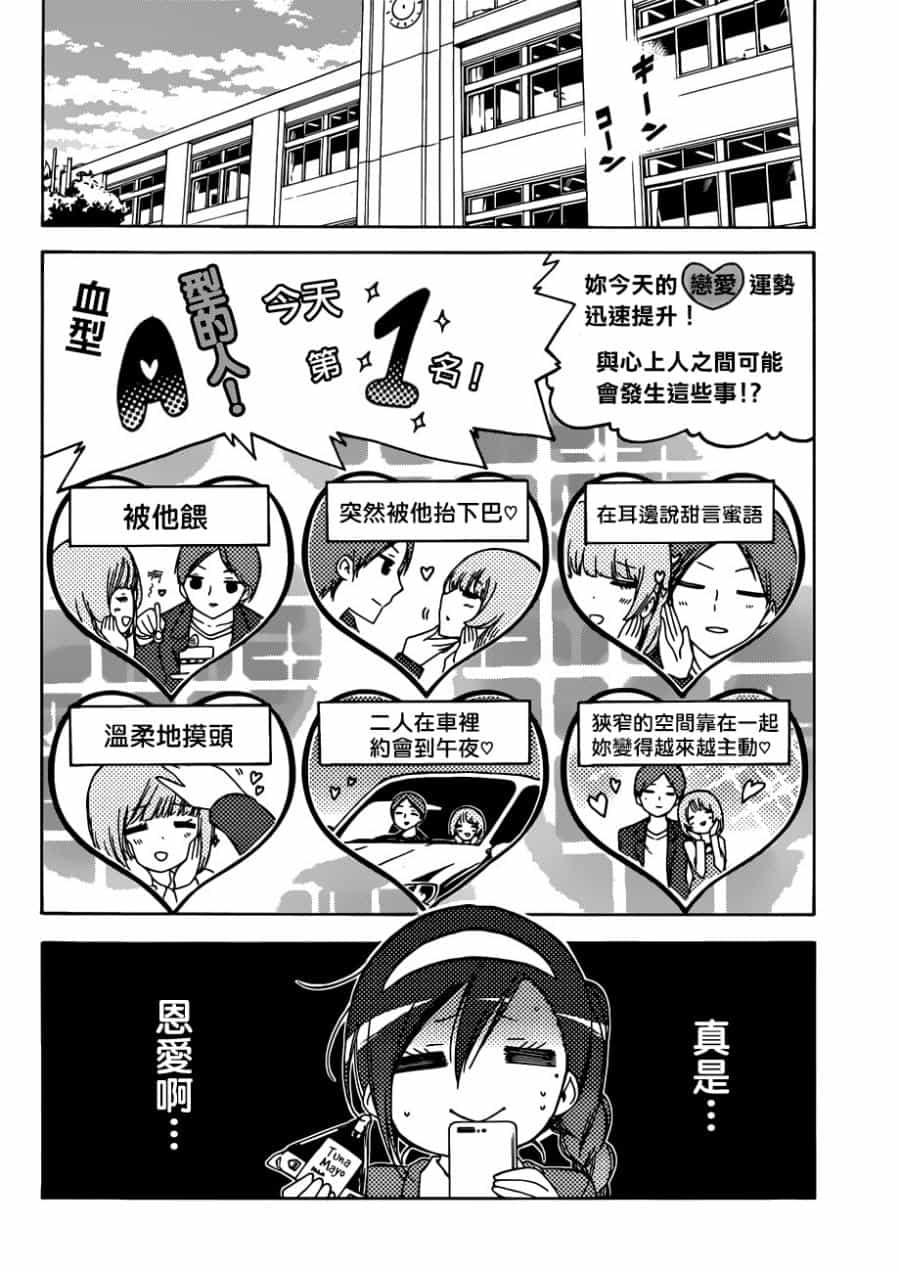 キーン
コーン
妳今天的戀愛運勢
迅速提升！
與心上人之間可能
會發生這些事!?
血型
A
型的人！
今天
第1名！
在耳邊說甜言蜜語
突然被他抬下巴♡
被他餵
啊
狹窄的空間靠在一起
妳變得越來越主動♡
二人在車裡
約會到午夜♡
溫柔地摸頭
真是…
恩愛啊…
Tuna
Mayo